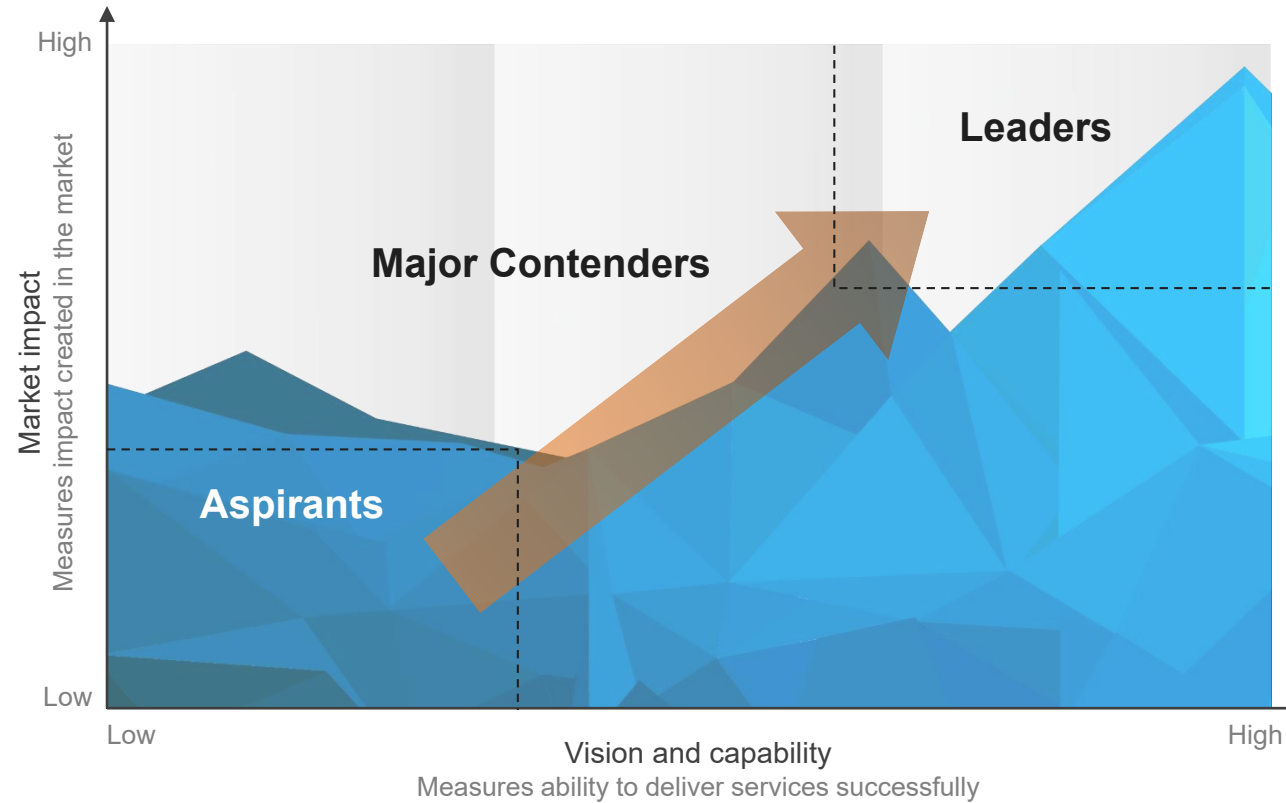 High
Leaders
Major Contenders
Market impact
Measures impact created in the market
Aspirants
Low
Low
High
Vision and capability
Measures ability to deliver services successfully